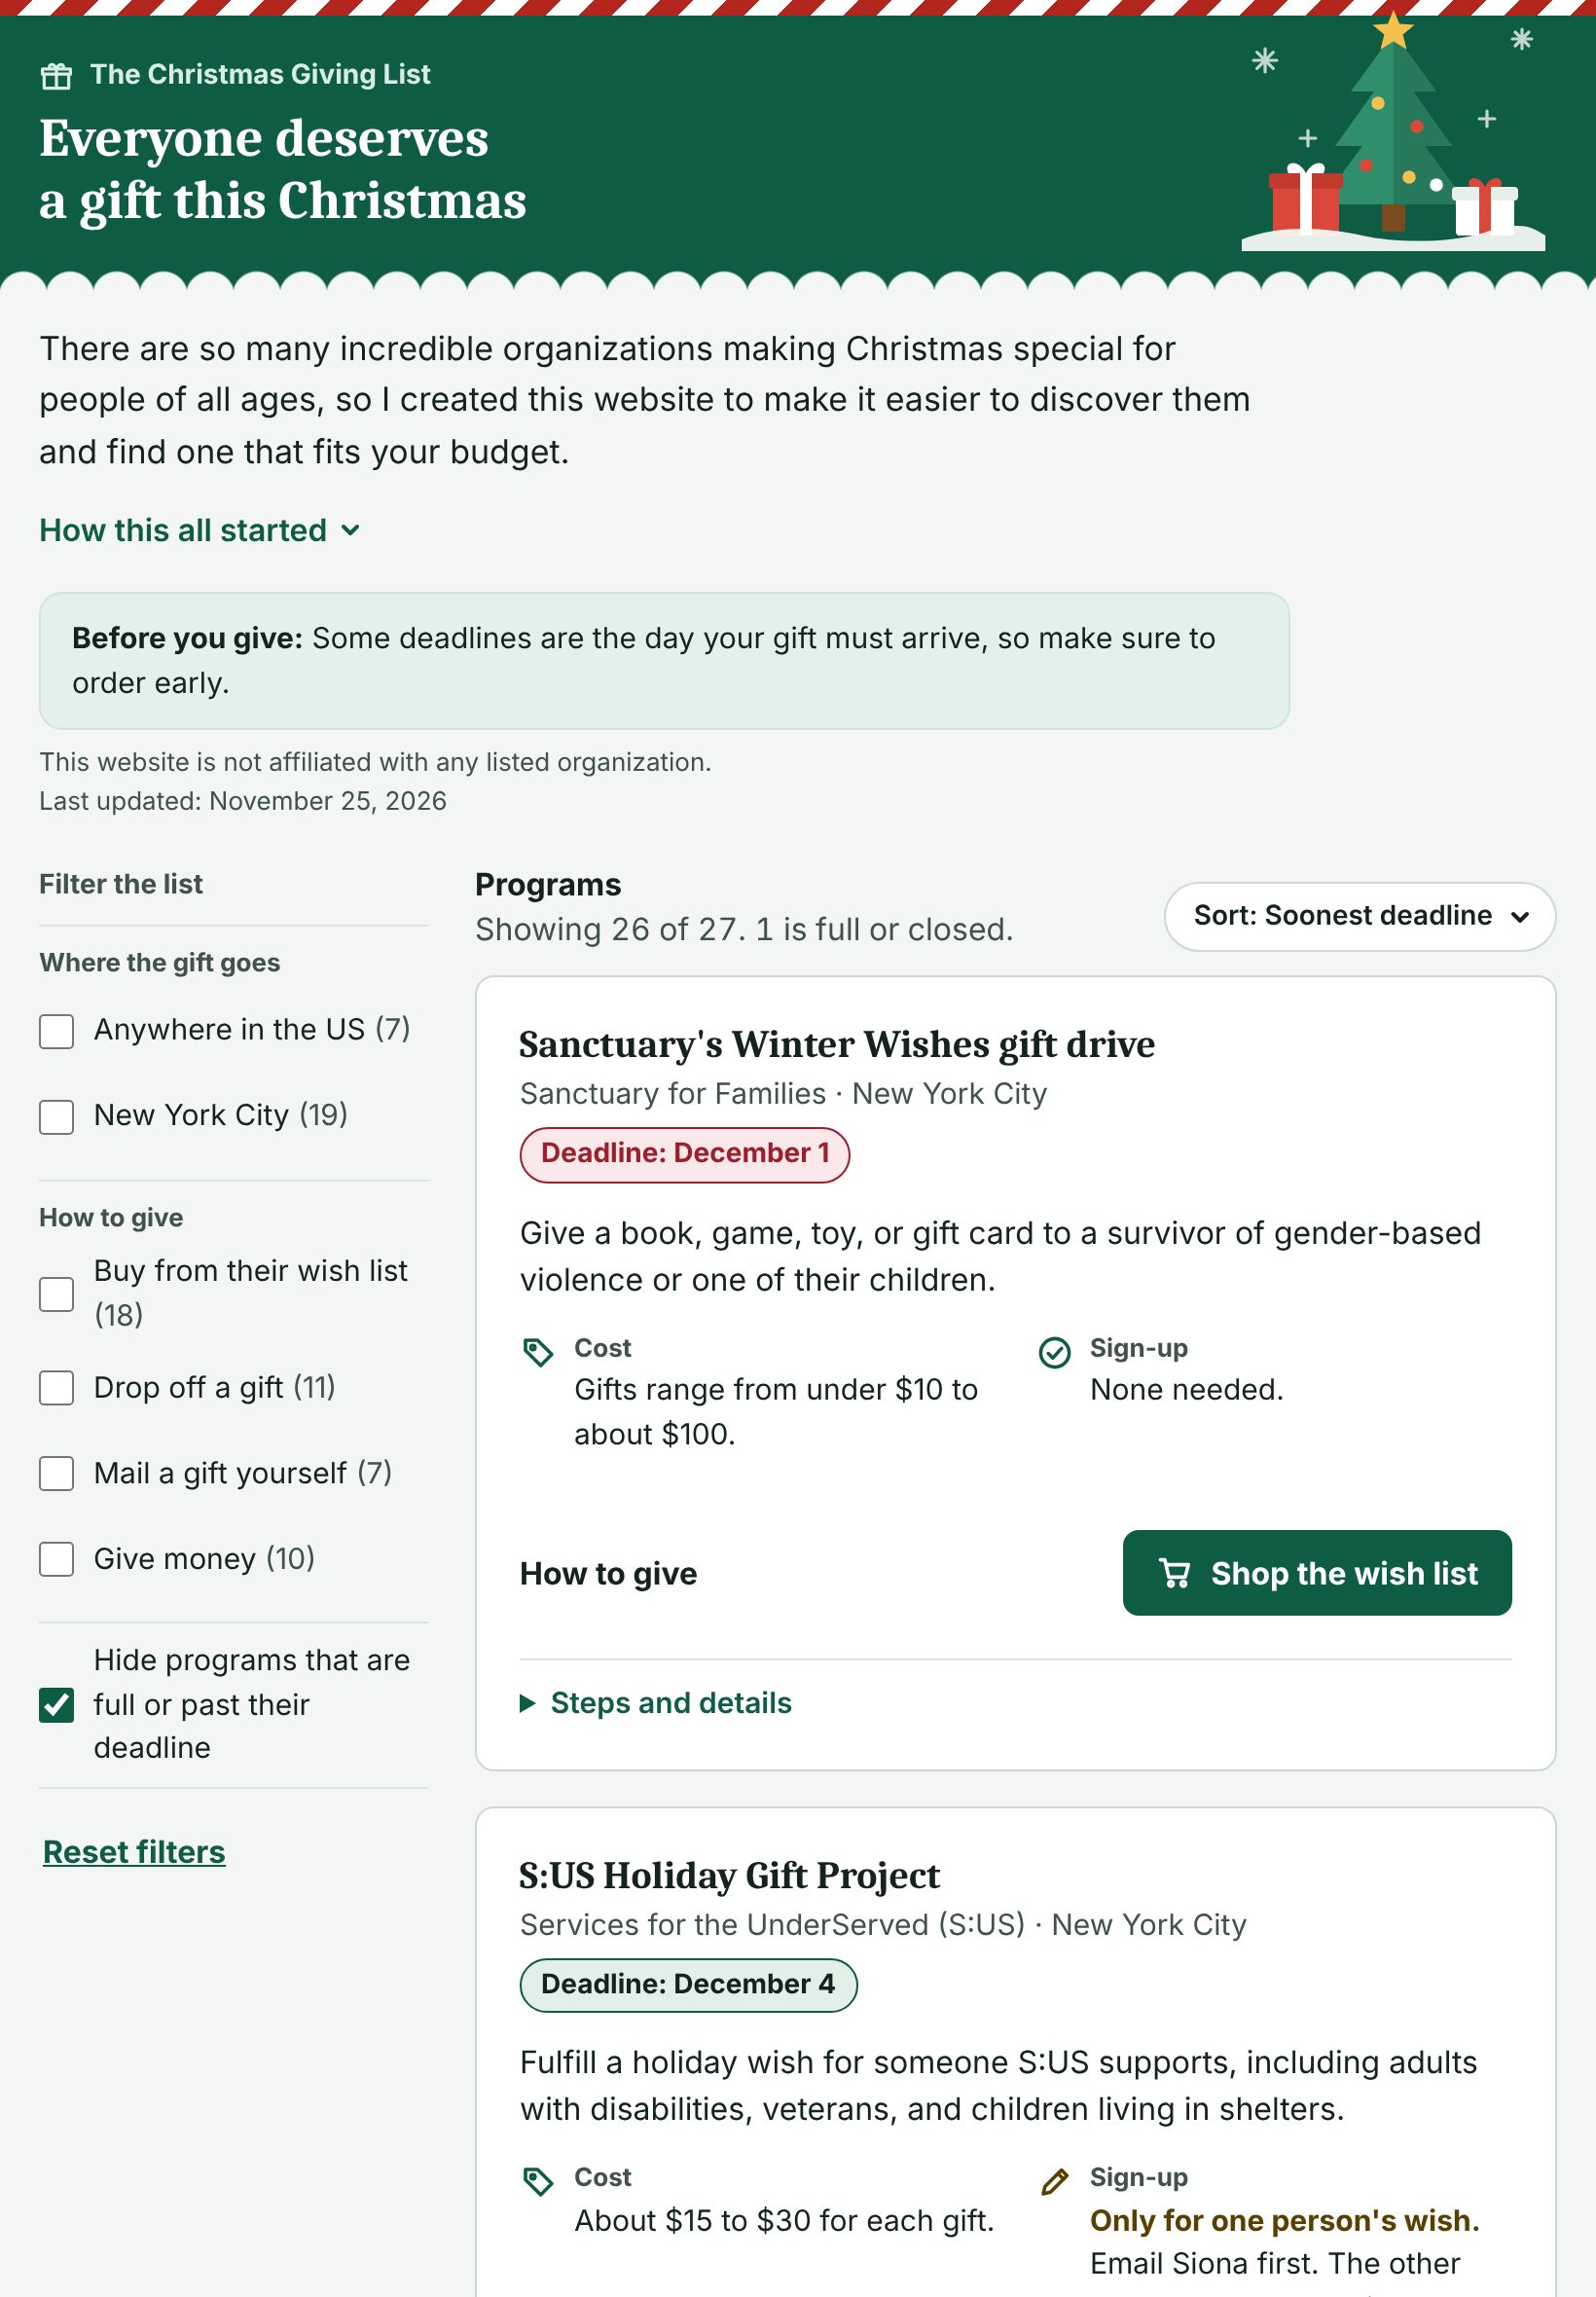 The Christmas Giving List
Everyone deserves
a gift this Christmas
There are so many incredible organizations making Christmas special for
people of all ages, so I created this website to make it easier to discover them
and find one that fits your budget.
How this all started
Before you give: Some deadlines are the day your gift must arrive, so make sure to
order early.
This website is not affiliated with any listed organization.
Last updated: November 25, 2026
Filter the list
Where the gift goes
Anywhere in the US (7)
New York City (19)
How to give
Buy from their wish list
(18)
Drop off a gift (11)
Mail a gift yourself (7)
Give money (10)
Hide programs that are
full or past their
deadline
Reset filters
Programs
Showing 26 of 27. 1 is full or closed.
Sort: Soonest deadline
Sanctuary's Winter Wishes gift drive
Sanctuary for Families · New York City
Deadline: December 1
Give a book, game, toy, or gift card to a survivor of gender-based
violence or one of their children.
Cost
Gifts range from under $10 to
about $100.
Sign-up
None needed.
How to give
Shop the wish list
Steps and details
S:US Holiday Gift Project
Services for the UnderServed (S:US) · New York City
Deadline: December 4
Fulfill a holiday wish for someone S:US supports, including adults
with disabilities, veterans, and children living in shelters.
Cost
About $15 to $30 for each gift.
Sign-up
Only for one person's wish.
Email Siona first. The other